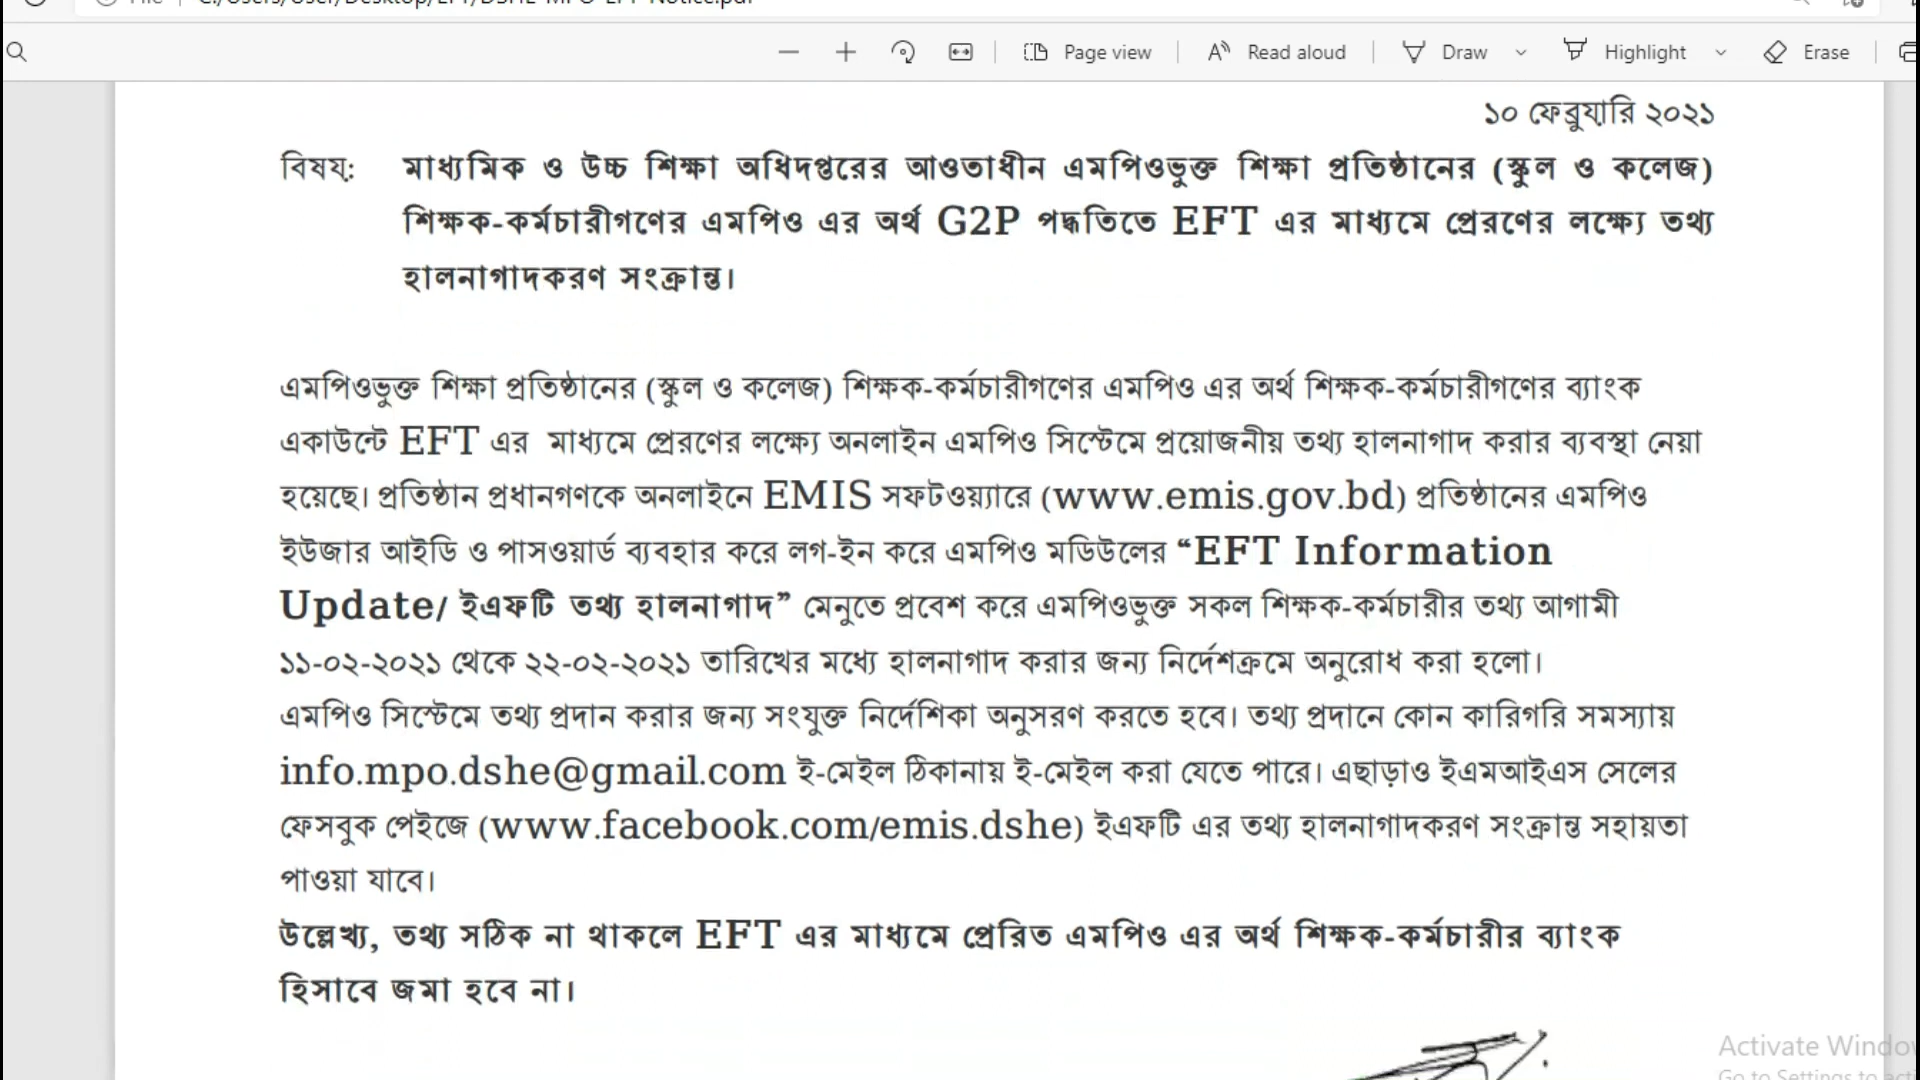 Page view
Read aloud
Draw
Highlight
Erase
১০ ফেব্রুয়ারি ২০২১
বিষয়: মাধ্যমিক ও উচ্চ শিক্ষা অধিদপ্তরের আওতাধীন এমপিওভুক্ত শিক্ষা প্রতিষ্ঠানের (স্কুল ও কলেজ)
শিক্ষক-কর্মচারীগণের এমপিও এর অর্থ G2P পদ্ধতিতে EFT এর মাধ্যমে প্রেরণের লক্ষ্যে তথ্য
হালনাগাদকরণ সংক্রান্ত।
এমপিওভুক্ত শিক্ষা প্রতিষ্ঠানের (স্কুল ও কলেজ) শিক্ষক-কর্মচারীগণের এমপিও এর অর্থ শিক্ষক-কর্মচারীগণের ব্যাংক
একাউন্টে EFT এর মাধ্যমে প্রেরণের লক্ষ্যে অনলাইন এমপিও সিস্টেমে প্রয়োজনীয় তথ্য হালনাগাদ করার ব্যবস্থা নেয়া
হয়েছে। প্রতিষ্ঠান প্রধানগণকে অনলাইনে EMIS সফটওয়্যারে (www.emis.gov.bd) প্রতিষ্ঠানের এমপিও
ইউজার আইডি ও পাসওয়ার্ড ব্যবহার করে লগ-ইন করে এমপিও মডিউলের “EFT Information
Update/ ইএফটি তথ্য হালনাগাদ” মেনুতে প্রবেশ করে এমপিওভুক্ত সকল শিক্ষক-কর্মচারীর তথ্য আগামী
১১-০২-২০২১ থেকে ২২-০২-২০২১ তারিখের মধ্যে হালনাগাদ করার জন্য নির্দেশক্রমে অনুরোধ করা হলো।
এমপিও সিস্টেমে তথ্য প্রদান করার জন্য সংযুক্ত নির্দেশিকা অনুসরণ করতে হবে। তথ্য প্রদানে কোন কারিগরি সমস্যায়
info.mpo.dshe@gmail.com ই-মেইল ঠিকানায় ই-মেইল করা যেতে পারে। এছাড়াও ইএমআইএস সেলের
ফেসবুক পেইজে (www.facebook.com/emis.dshe) ইএফটি এর তথ্য হালনাগাদকরণ সংক্রান্ত সহায়তা
পাওয়া যাবে।
উল্লেখ্য, তথ্য সঠিক না থাকলে EFT এর মাধ্যমে প্রেরিত এমপিও এর অর্থ শিক্ষক-কর্মচারীর ব্যাংক
হিসাবে জমা হবে না।
Activate Windo